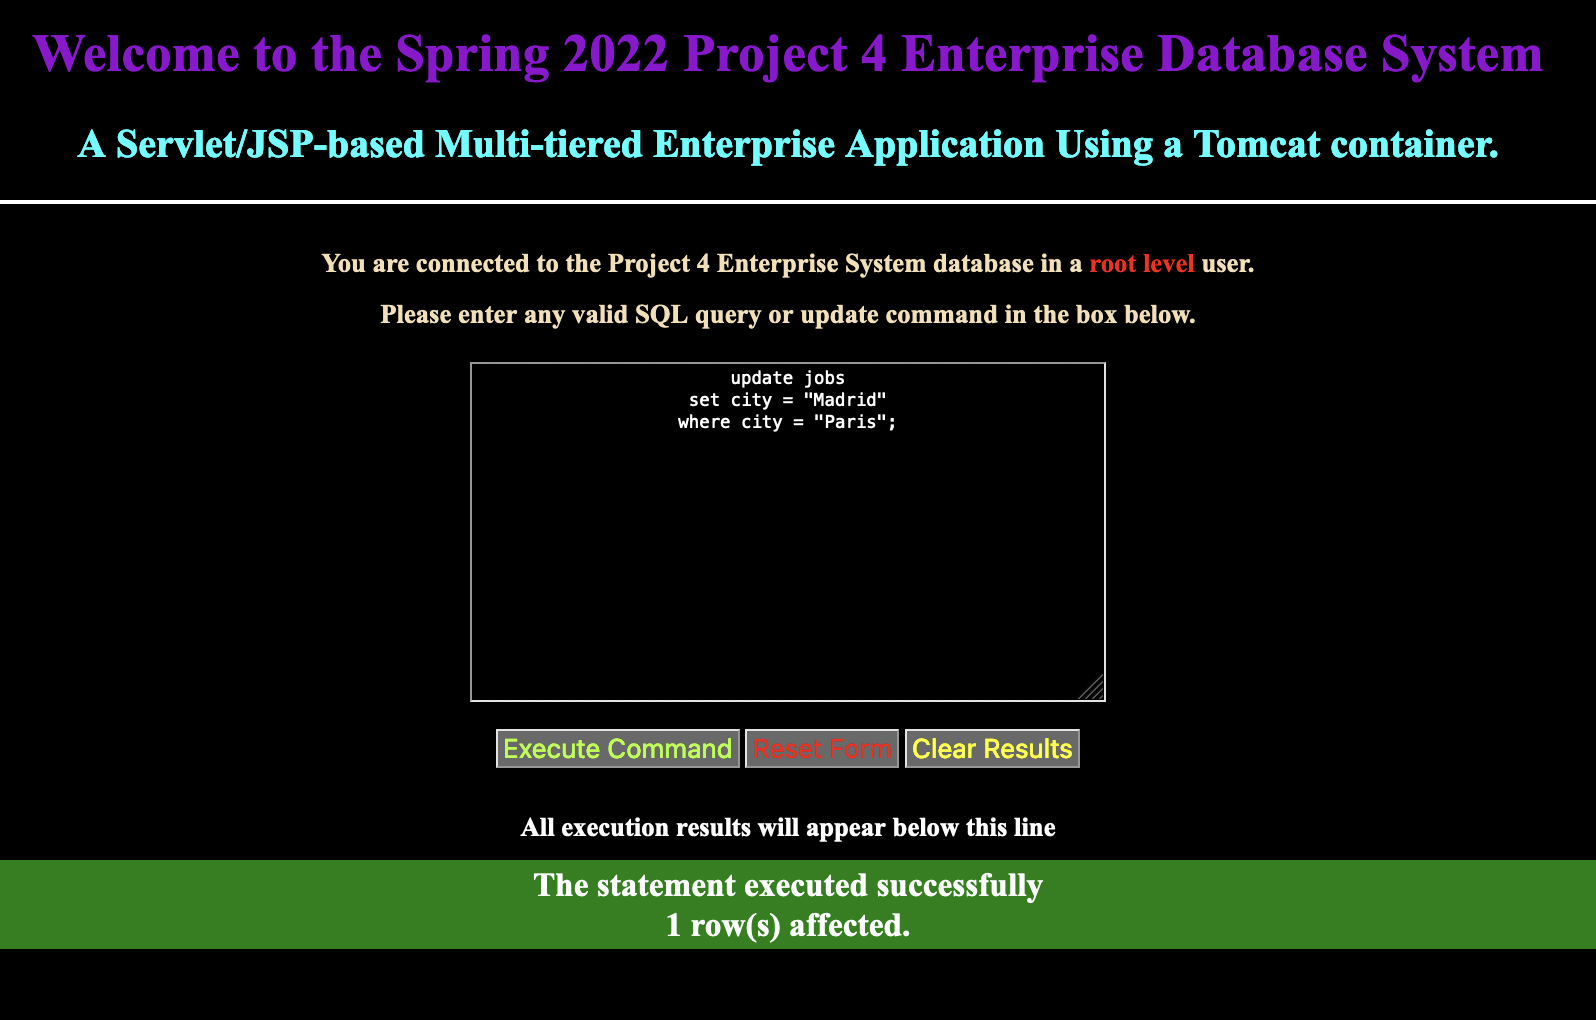 Welcome to the Spring 2022 Project 4 Enterprise Database System
A Servlet/JSP-based Multi-tiered Enterprise Application Using a Tomcat container.
You are connected to the Project 4 Enterprise System database in a root level user.
Please enter any valid SQL query or update command in the box below.
update jobs
set city = "Madrid"
where city = "Paris";
Execute Command Reset Form Clear Results
All execution results will appear below this line
The statement executed successfully
1 row(s) affected.